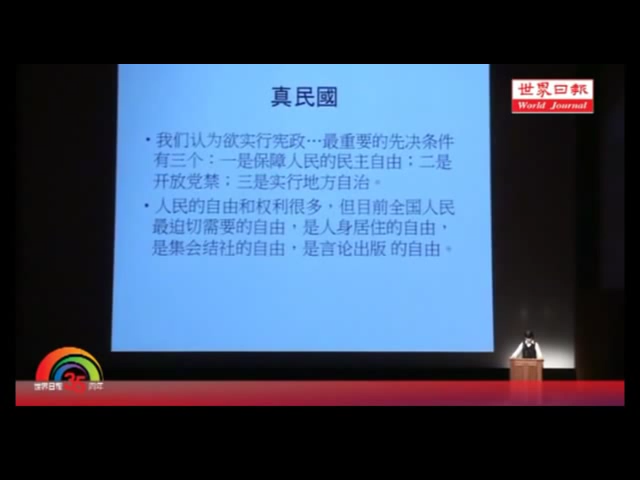 真民國
世界日報
World Journal
•我们认为欲实行宪政…最重要的先决条件
有三个：一是保障人民的民主自由；二是
开放党禁；三是实行地方自治。
•人民的自由和权利很多，但目前全国人民
最迫切需要的自由，是人身居住的自由，
是集会结社的自由，是言论出版 的自由。
世界日報 35 周年